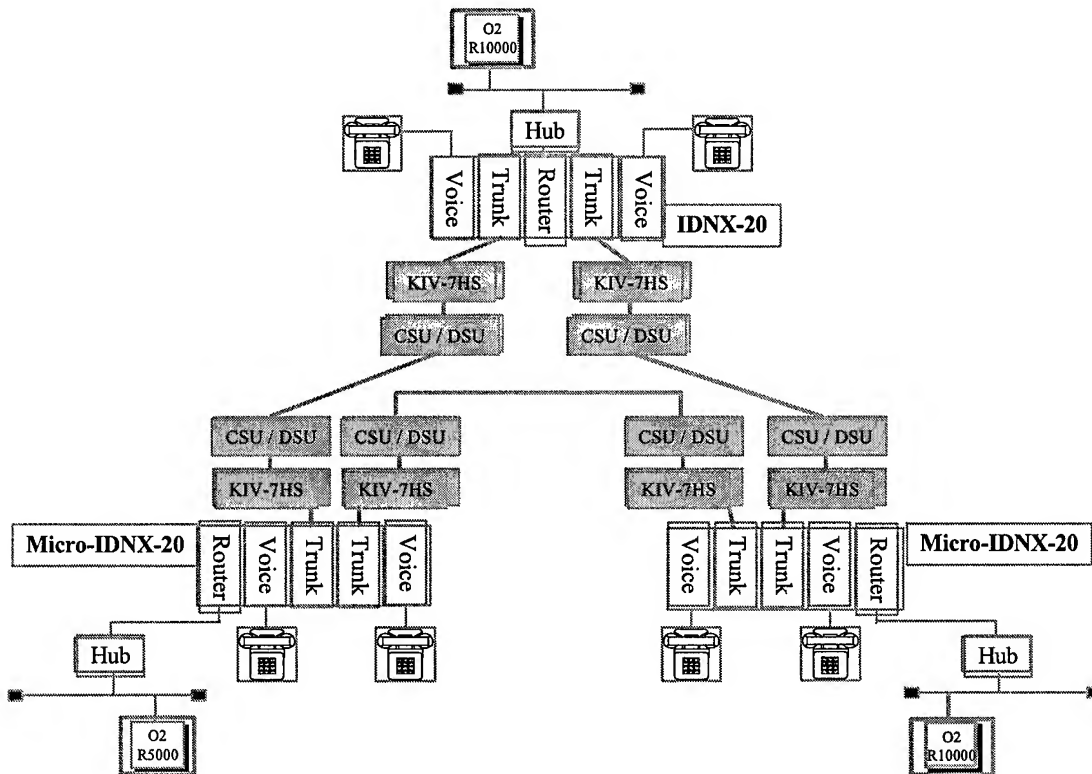 O2
R10000
Hub
Voice
Trunk
Router
Trunk
Voice
IDNX-20
KIV-7HS
KIV-7HS
CSU / DSU
CSU / DSU
CSU / DSU
CSU / DSU
CSU / DSU
CSU / DSU
KIV-7HS
KIV-7HS
KIV-7HS
KIV-7HS
Micro-IDNX-20
Router
Voice
Trunk
Trunk
Voice
Voice
Trunk
Trunk
Voice
Router
Micro-IDNX-20
Hub
Hub
O2
R5000
O2
R10000